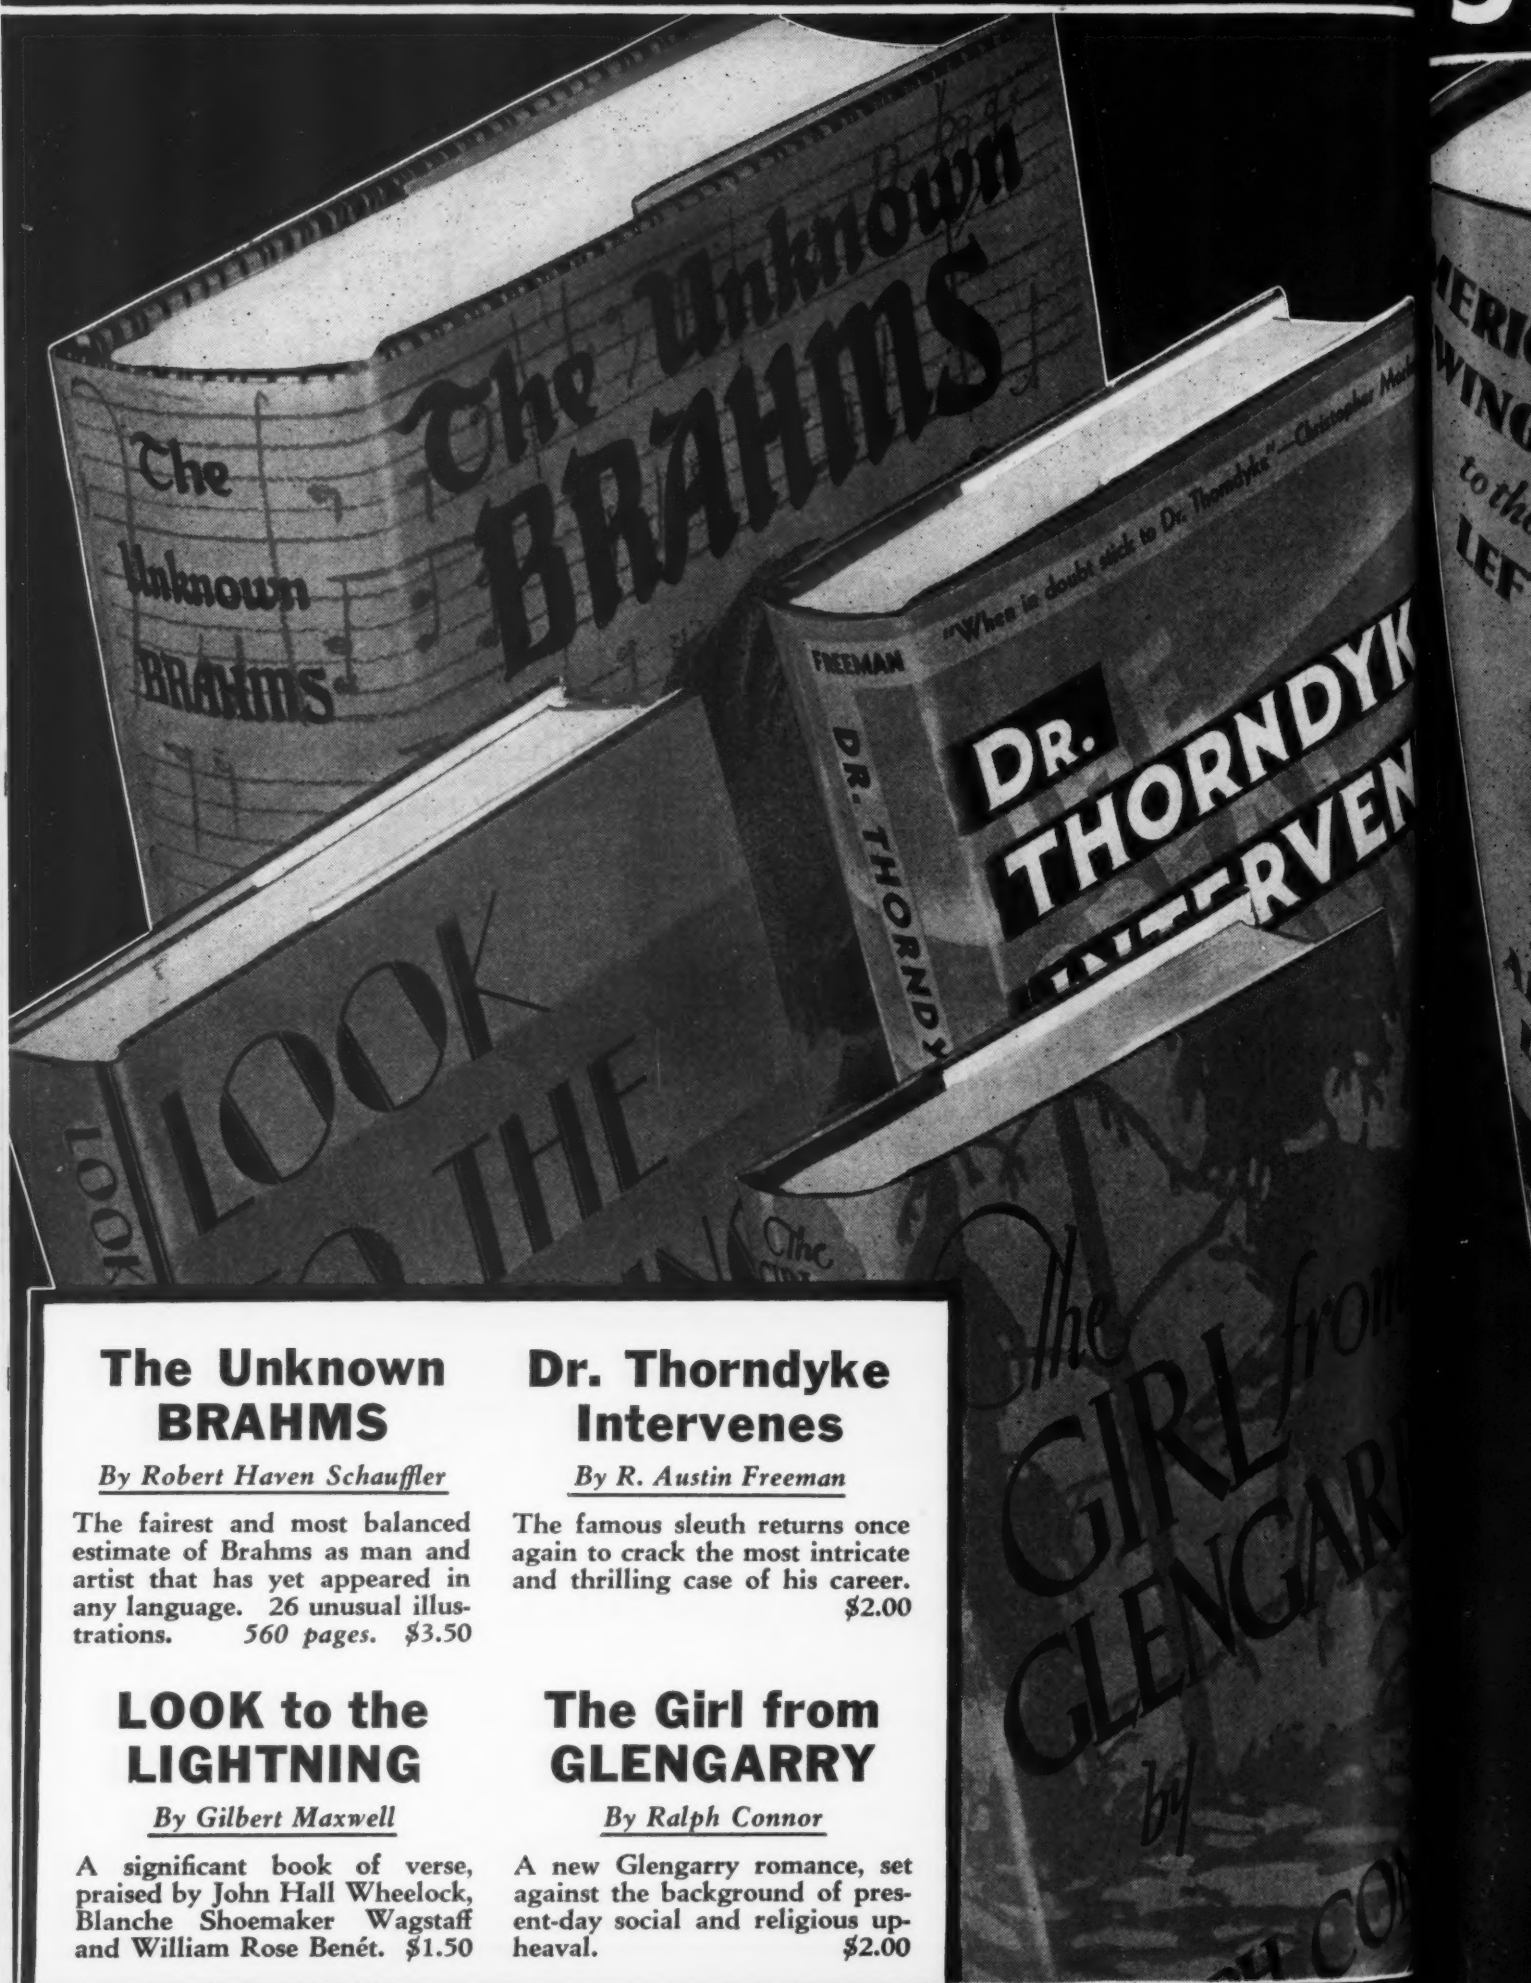 The Unknown
BRAHMS
The
Unknown
BRAHMS
"When in doubt stick to Dr. Thorndyke"—Christopher
FREEMAN
DR. THORNDY
DR.
THORNDYK
INTERVEN
LOOK
THE
LOOK
The
The
GIRL from
GLENGAR
by
WING
to the
LEF
The Unknown
BRAHMS
By Robert Haven Schauffler
The fairest and most balanced
estimate of Brahms as man and
artist that has yet appeared in
any language. 26 unusual illus-
trations. 560 pages. $3.50
Dr. Thorndyke
Intervenes
By R. Austin Freeman
The famous sleuth returns once
again to crack the most intricate
and thrilling case of his career.
$2.00
LOOK to the
LIGHTNING
By Gilbert Maxwell
A significant book of verse,
praised by John Hall Wheelock,
Blanche Shoemaker Wagstaff
and William Rose Benét. $1.50
The Girl from
GLENGARRY
By Ralph Connor
A new Glengarry romance, set
against the background of pres-
ent-day social and religious up-
heaval. $2.00